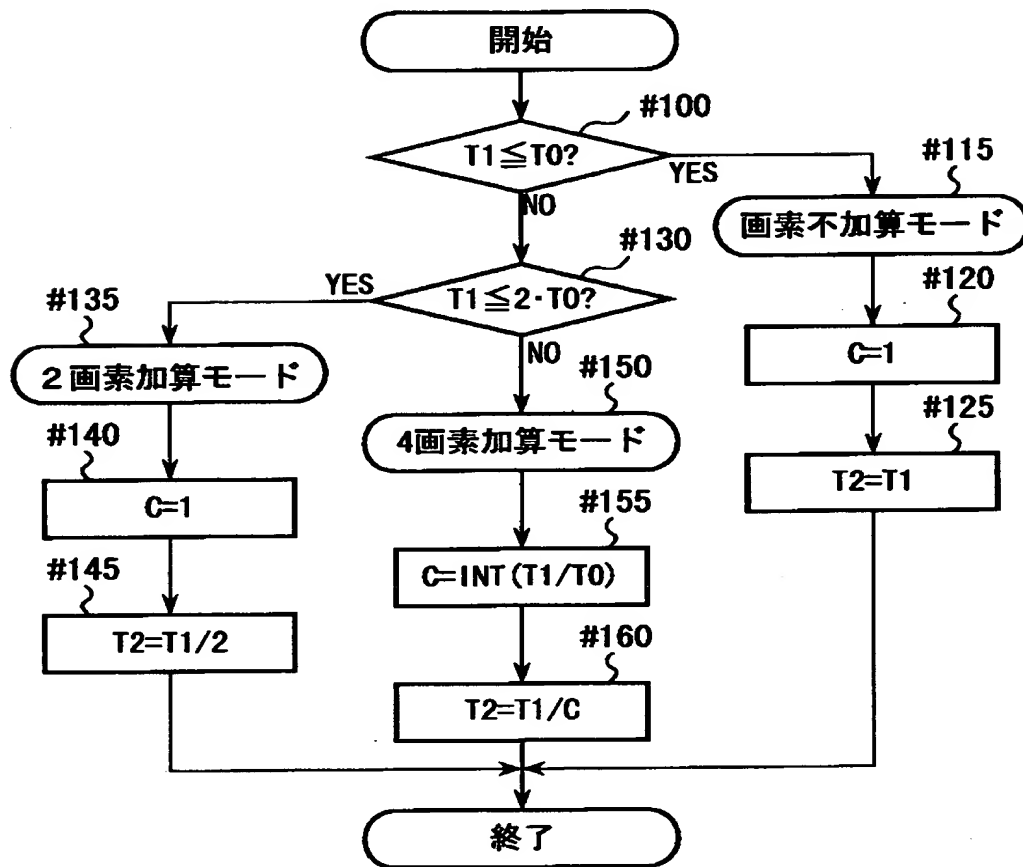 開始
#100
T1≦T0?
YES
#115
NO
画素不加算モード
#130
YES
T1≦2・T0?
#120
#135
NO
C=1
2画素加算モード
#150
#125
#140
4画素加算モード
T2=T1
C=1
#155
#145
C=INT(T1/T0)
T2=T1/2
#160
T2=T1/C
終了